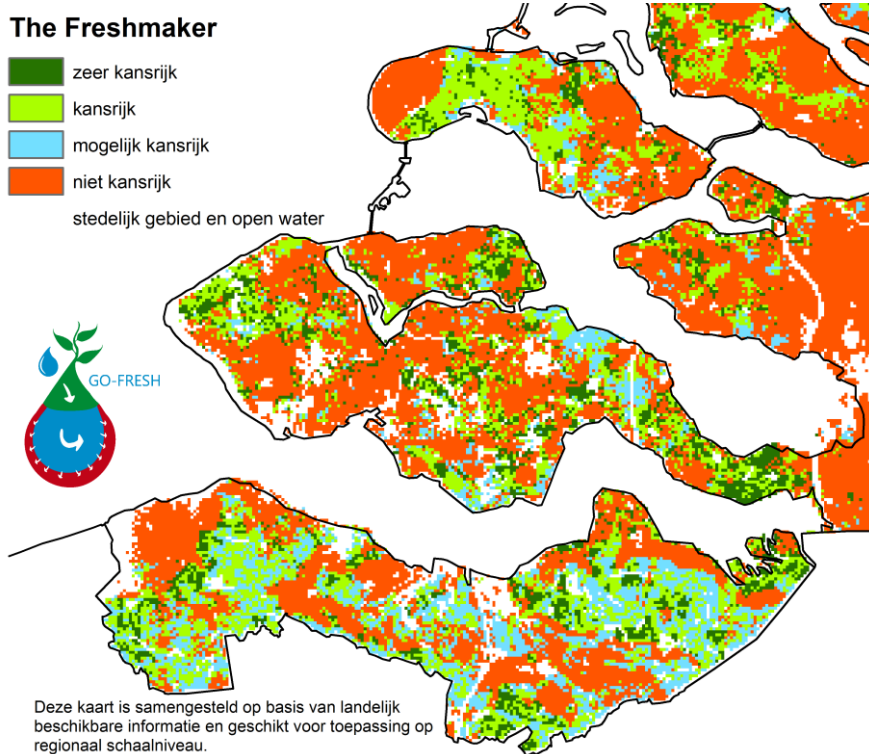 The Freshmaker
zeer kansrijk
kansrijk
mogelijk kansrijk
niet kansrijk
stedelijk gebied en open water
GO-FRESH
Deze kaart is samengesteld op basis van landelijk
beschikbare informatie en geschikt voor toepassing op
regionaal schaalniveau.